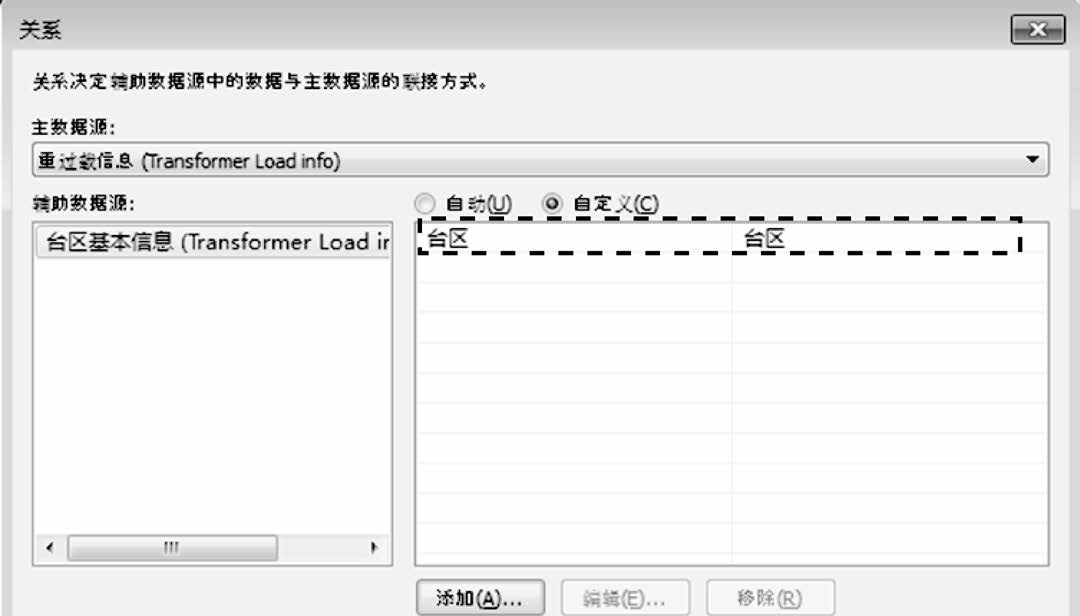 关系
关系决定辅助数据源中的数据与主数据源的联接方式。
主数据源:
重过载信息 (Transformer Load info)
辅助数据源:
自动(U) 自定义(C)
台区基本信息 (Transformer Load in
台区 台区
添加(A)... 编辑(E)... 移除(R)